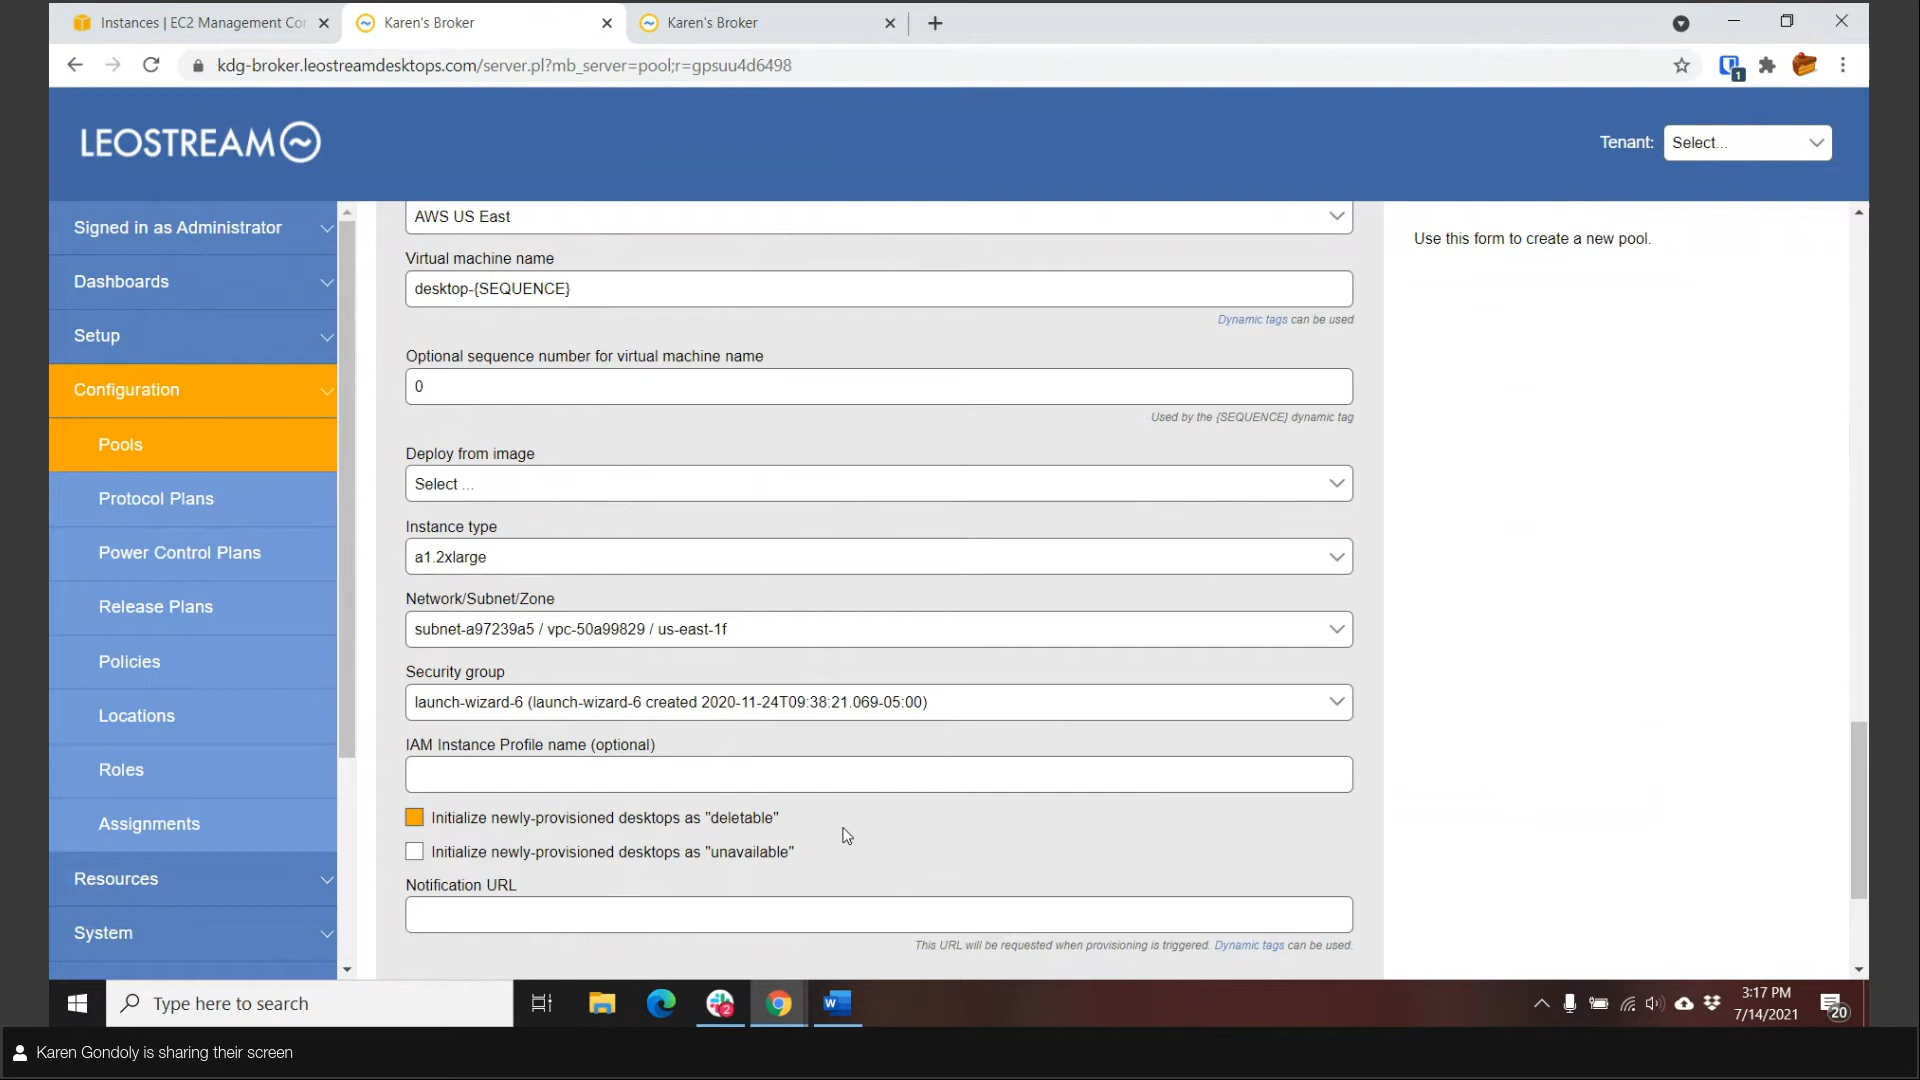 Instances | EC2 Management Cor
Karen's Broker
Karen's Broker
kdg-broker.leostreamdesktops.com/server.pl?mb_server=pool;r=gpsuu4d6498
1
LEOSTREAM
Tenant:
Select...
Signed in as Administrator
Dashboards
Setup
Configuration
Pools
Protocol Plans
Power Control Plans
Release Plans
Policies
Locations
Roles
Assignments
Resources
System
AWS US East
Virtual machine name
desktop-{SEQUENCE}
Dynamic tags can be used
Optional sequence number for virtual machine name
0
Used by the {SEQUENCE} dynamic tag
Deploy from image
Select ...
Instance type
a1.2xlarge
Network/Subnet/Zone
subnet-a97239a5 / vpc-50a99829 / us-east-1f
Security group
launch-wizard-6 (launch-wizard-6 created 2020-11-24T09:38:21.069-05:00)
IAM Instance Profile name (optional)
Initialize newly-provisioned desktops as "deletable"
Initialize newly-provisioned desktops as "unavailable"
Notification URL
This URL will be requested when provisioning is triggered. Dynamic tags can be used.
Use this form to create a new pool.
Type here to search
2
W
3:17 PM
7/14/2021
20
Karen Gondoly is sharing their screen